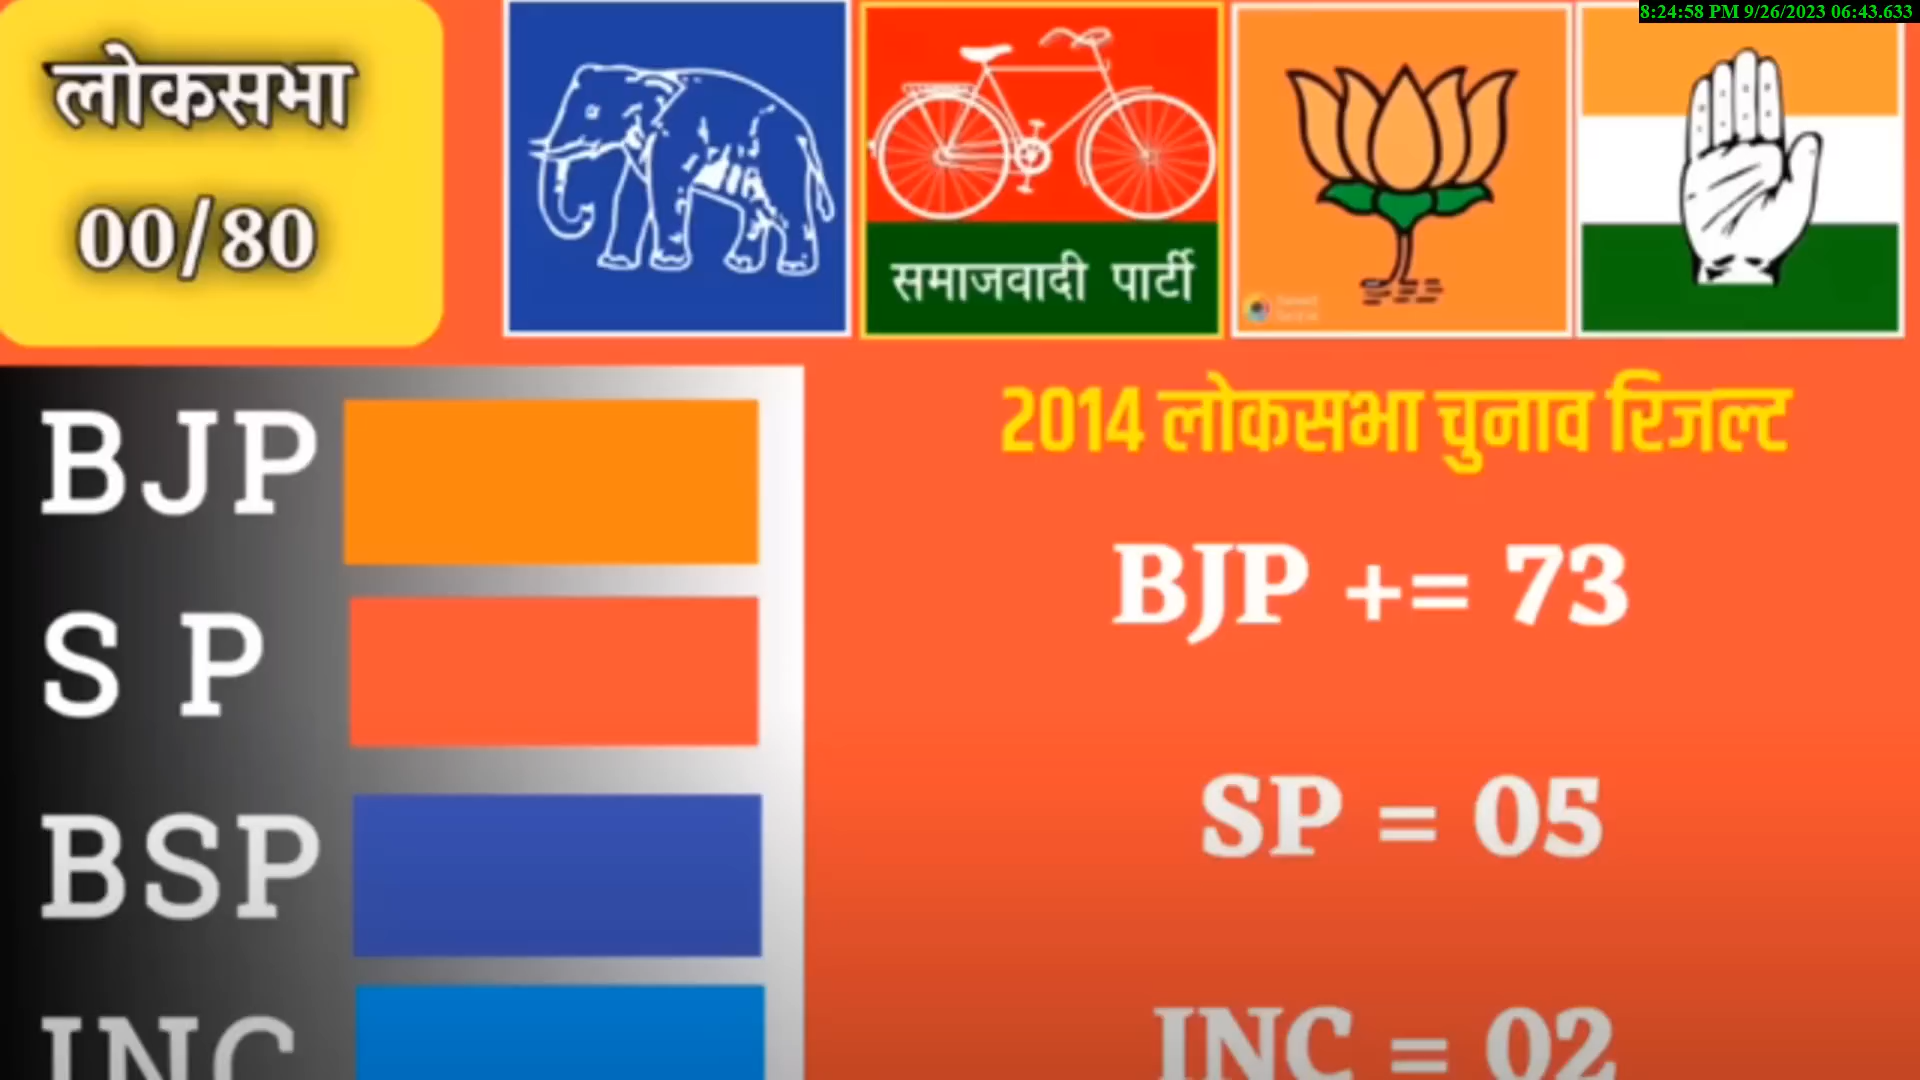 8:24:58 PM 9/26/2023 06:43.633
लोकसभा
00/80
समाजवादी पार्टी
2014 लोकसभा चुनाव रिजल्ट
BJP
BJP += 73
S P
SP = 05
BSP
INC
INC = 02